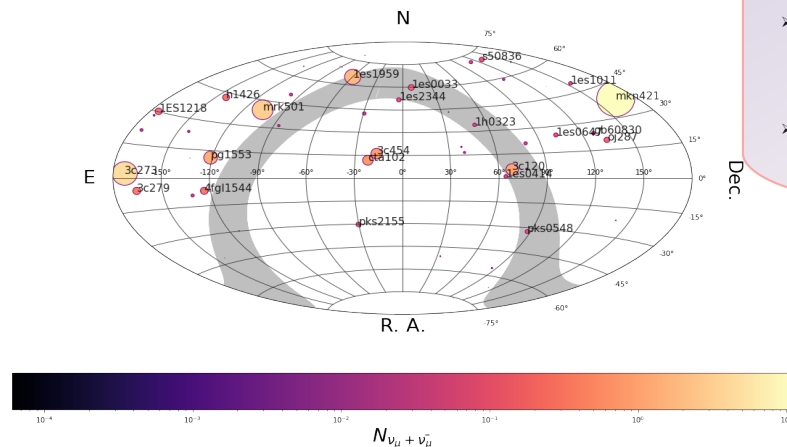 N
75°
s50836
60°
1es1959
45°
1es0033
1es1011
h1426
1es2344
mkn421
30°
1ES1218
mrk501
1h0323
1es0647
rgb60830
oj287
15°
pg1553
3c454
cta102
3c273
-150°
-120°
-90°
-60°
-30°
0°
30°
60°
3c120
1es0414
90°
120°
150°
0°
E
Dec.
3c279
4fgl1544
-15°
pks2155
pks0548
-30°
-45°
-60°
-75°
R. A.
10⁻⁴
10⁻³
10⁻²
10⁻¹
10⁰
N_{ν_μ + ν̄_μ}